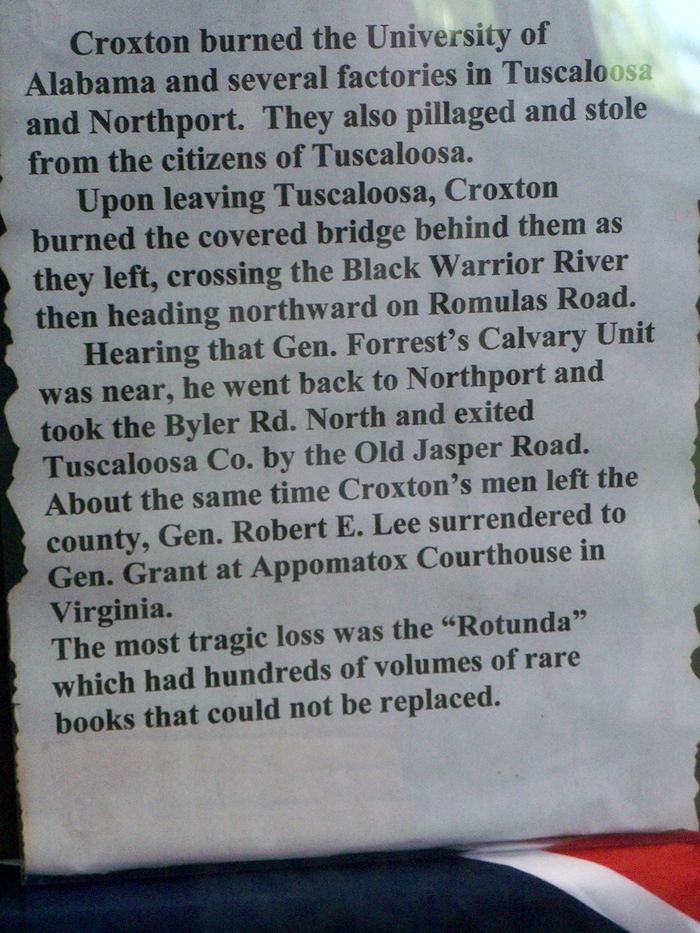 Croxton burned the University of
Alabama and several factories in Tuscaloosa
and Northport. They also pillaged and stole
from the citizens of Tuscaloosa.
Upon leaving Tuscaloosa, Croxton
burned the covered bridge behind them as
they left, crossing the Black Warrior River
then heading northward on Romulas Road.
Hearing that Gen. Forrest's Calvary Unit
was near, he went back to Northport and
took the Byler Rd. North and exited
Tuscaloosa Co. by the Old Jasper Road.
About the same time Croxton's men left the
county, Gen. Robert E. Lee surrendered to
Gen. Grant at Appomatox Courthouse in
Virginia.
The most tragic loss was the “Rotunda”
which had hundreds of volumes of rare
books that could not be replaced.